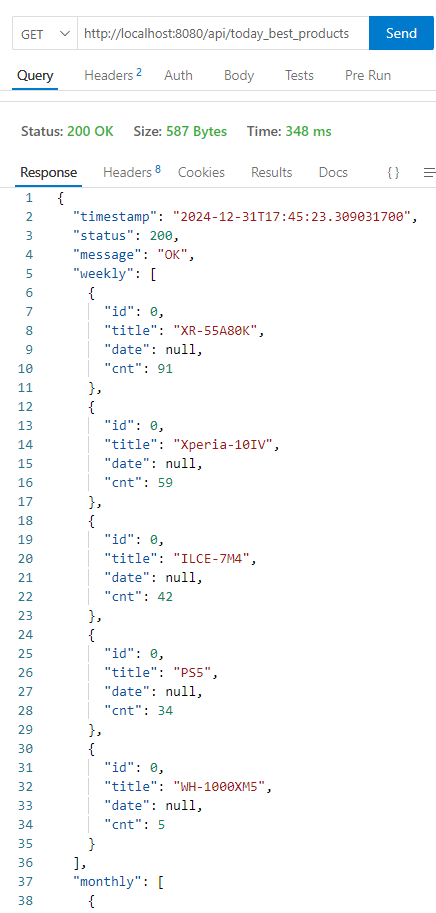 GET http://localhost:8080/api/today_best_products Send
Query Headers 2 Auth Body Tests Pre Run
Status: 200 OK Size: 587 Bytes Time: 348 ms
Response Headers 8 Cookies Results Docs { }
1 {
2 "timestamp": "2024-12-31T17:45:23.309031700",
3 "status": 200,
4 "message": "OK",
5 "weekly": [
6 {
7 "id": 0,
8 "title": "XR-55A80K",
9 "date": null,
10 "cnt": 91
11 },
12 {
13 "id": 0,
14 "title": "Xperia-10IV",
15 "date": null,
16 "cnt": 59
17 },
18 {
19 "id": 0,
20 "title": "ILCE-7M4",
21 "date": null,
22 "cnt": 42
23 },
24 {
25 "id": 0,
26 "title": "PS5",
27 "date": null,
28 "cnt": 34
29 },
30 {
31 "id": 0,
32 "title": "WH-1000XM5",
33 "date": null,
34 "cnt": 5
35 }
36 ],
37 "monthly": [
38 {